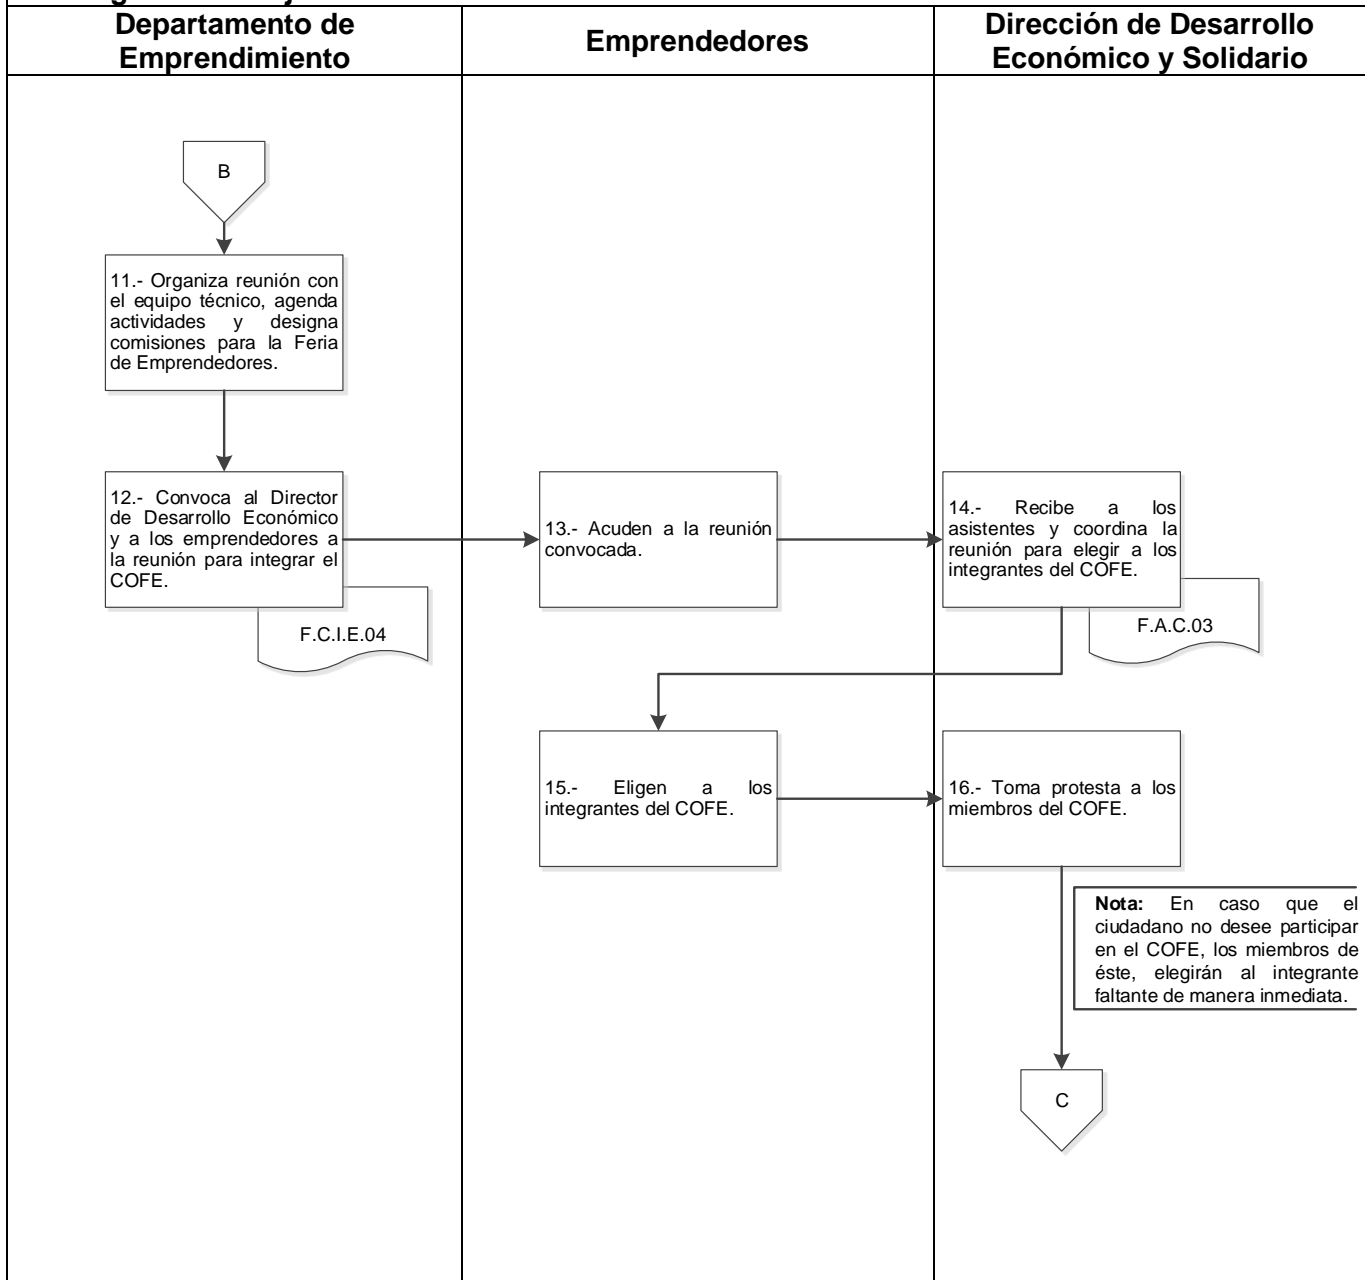 Departamento de
Emprendimiento
Emprendedores
Dirección de Desarrollo
Económico y Solidario
B
11.- Organiza reunión con
el equipo técnico, agenda
actividades y designa
comisiones para la Feria
de Emprendedores.
12.- Convoca al Director
de Desarrollo Económico
y a los emprendedores a
la reunión para integrar el
COFE.
F.C.I.E.04
13.- Acuden a la reunión
convocada.
14.- Recibe a los
asistentes y coordina la
reunión para elegir a los
integrantes del COFE.
F.A.C.03
15.- Eligen a los
integrantes del COFE.
16.- Toma protesta a los
miembros del COFE.
Nota: En caso que el
ciudadano no desee participar
en el COFE, los miembros de
éste, elegirán al integrante
faltante de manera inmediata.
C